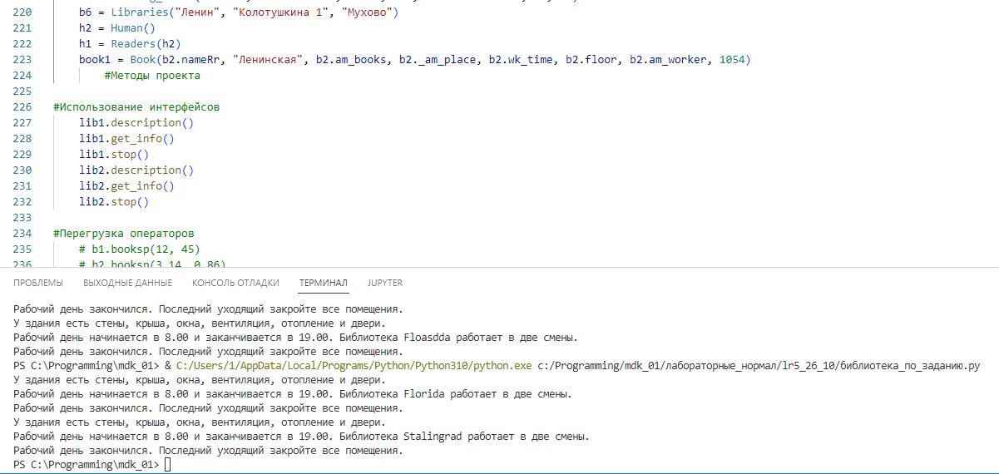 220 b6 = Libraries("Ленин", "Колотушкина 1", "Мухово")
221 h2 = Human()
222 h1 = Readers(h2)
223 book1 = Book(b2.nameRr, "Ленинская", b2.am_books, b2._am_place, b2.wk_time, b2.floor, b2.am_worker, 1054)
224 #Методы проекта
225
226 #Использование интерфейсов
227 lib1.description()
228 lib1.get_info()
229 lib1.stop()
230 lib2.description()
231 lib2.get_info()
232 lib2.stop()
233
234 #Перегрузка операторов
235 # b1.booksp(12, 45)
236 # b2.booksp(3.14, 0.86)
ПРОБЛЕМЫ ВЫХОДНЫЕ ДАННЫЕ КОНСОЛЬ ОТЛАДКИ ТЕРМИНАЛ JUPYTER
Рабочий день закончился. Последний уходящий закройте все помещения.
У здания есть стены, крыша, окна, вентиляция, отопление и двери.
Рабочий день начинается в 8.00 и заканчивается в 19.00. Библиотека Floasdda работает в две смены.
Рабочий день закончился. Последний уходящий закройте все помещения.
PS C:\Programming\mdk_01> & C:/Users/1/AppData/Local/Programs/Python/Python310/python.exe c:/Programming/mdk_01/лабораторные_нормал/lr5_26_10/библиотека_по_заданию.py
У здания есть стены, крыша, окна, вентиляция, отопление и двери.
Рабочий день начинается в 8.00 и заканчивается в 19.00. Библиотека Florida работает в две смены.
Рабочий день закончился. Последний уходящий закройте все помещения.
У здания есть стены, крыша, окна, вентиляция, отопление и двери.
Рабочий день начинается в 8.00 и заканчивается в 19.00. Библиотека Stalingrad работает в две смены.
Рабочий день закончился. Последний уходящий закройте все помещения.
PS C:\Programming\mdk_01>